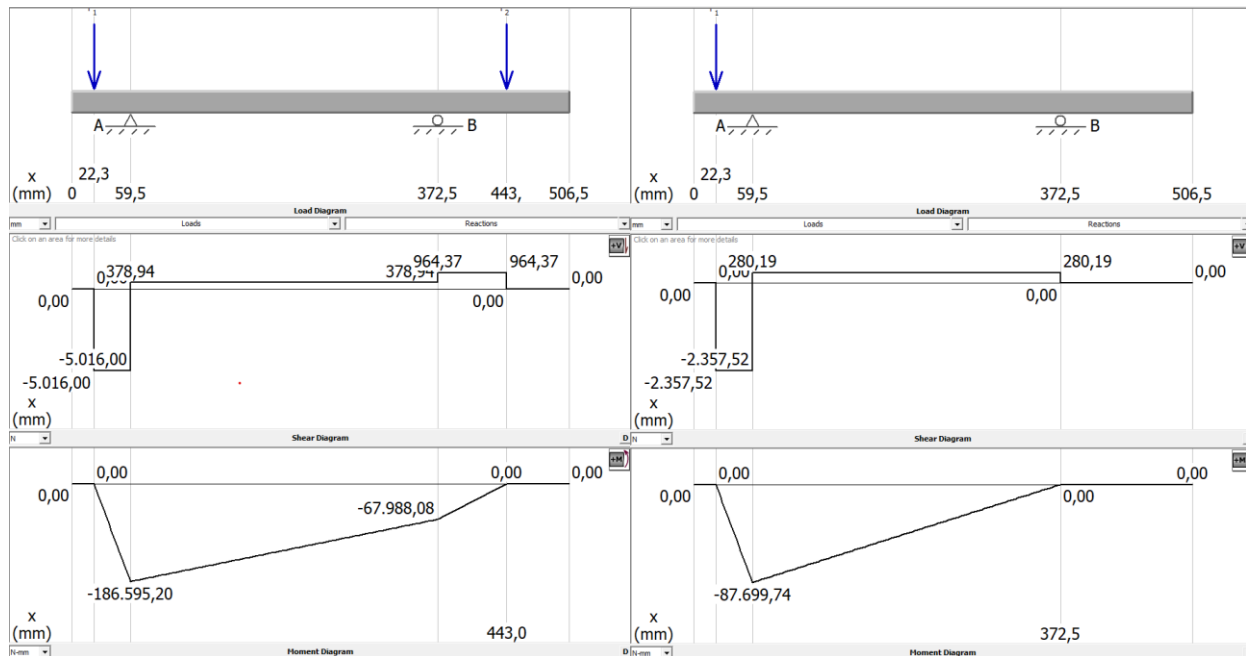 1 2
A B
x
(mm) 0 22,3 59,5 372,5 443, 506,5
Load Diagram
mm Loads Reactions
Click on an area for more details
+V
0,00 0,00 378,94 378,94 964,37 964,37 0,00 0,00
-5.016,00
-5.016,00
x
(mm)
N Shear Diagram D
+M
0,00 0,00 0,00 0,00
-67.988,08
-186.595,20
x
(mm) 443,0
N-mm Moment Diagram D
1
A B
x
(mm) 0 22,3 59,5 372,5 506,5
Load Diagram
mm Loads Reactions
Click on an area for more details
+V
0,00 0,00 280,19 280,19 0,00 0,00
-2.357,52
-2.357,52
x
(mm)
N Shear Diagram
+M
0,00 0,00 0,00 0,00
-87.699,74
x
(mm) 372,5
N-mm Moment Diagram